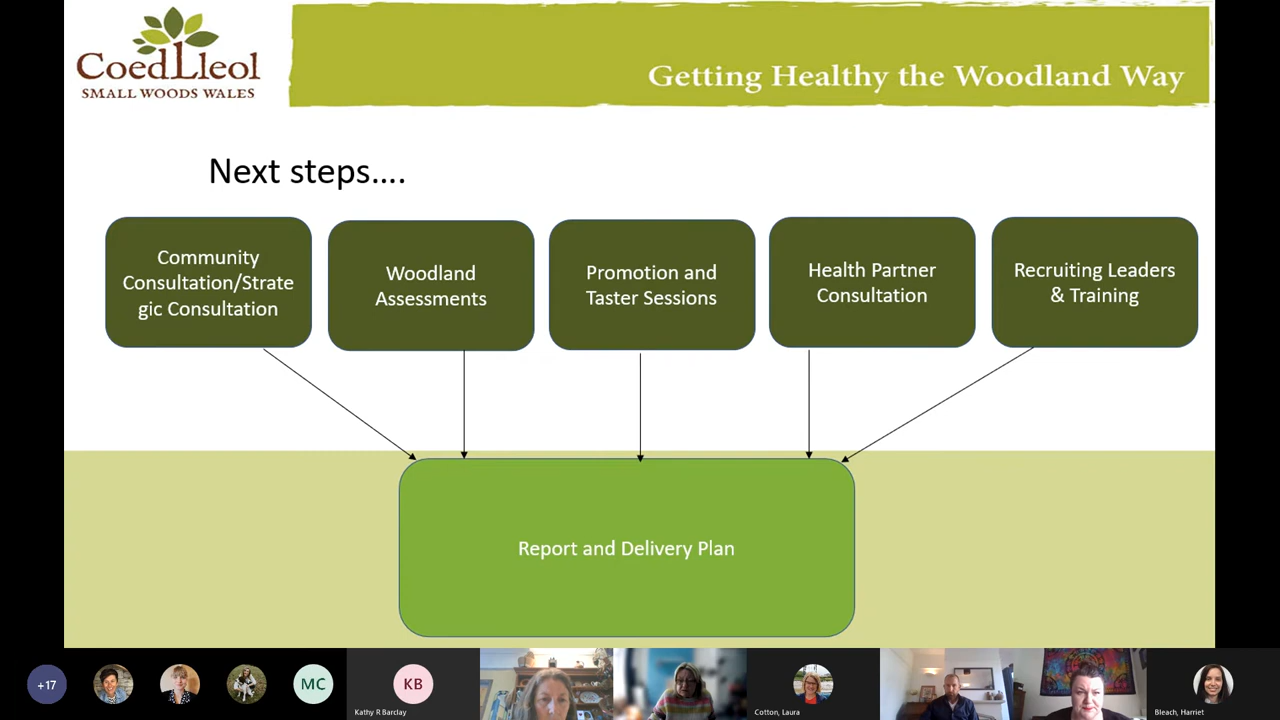 CoedLleol
SMALL WOODS WALES
Getting Healthy the Woodland Way
Next steps....
Community
Consultation/Strate
gic Consultation
Woodland
Assessments
Promotion and
Taster Sessions
Health Partner
Consultation
Recruiting Leaders
& Training
Report and Delivery Plan
+17
MC
KB
Kathy R Barclay
Cotton, Laura
Bleach, Harriet